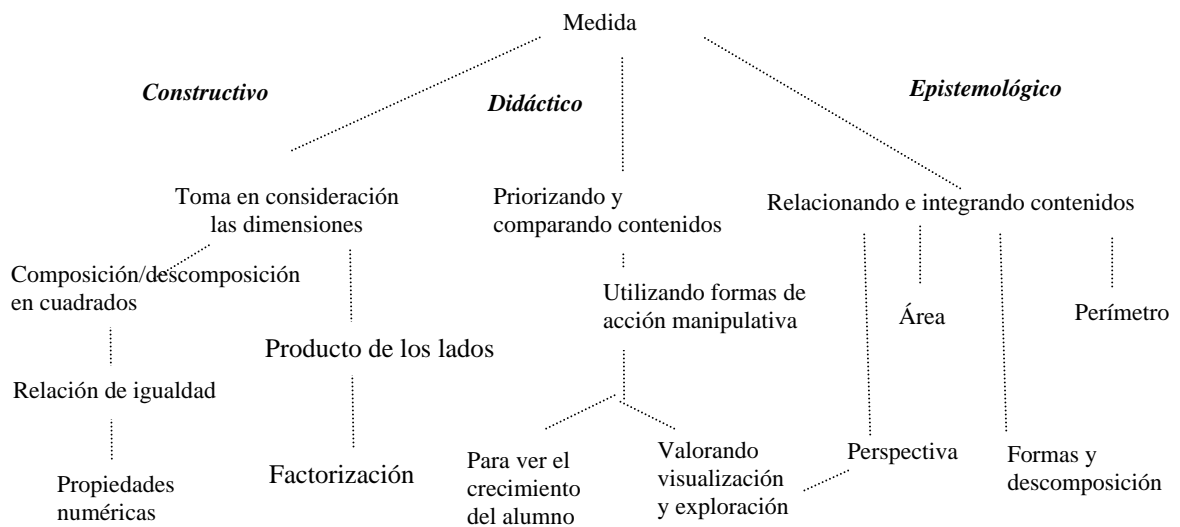 Medida
Constructivo
Didáctico
Epistemológico
Toma en consideración
las dimensiones
Priorizando y
comparando contenidos
Relacionando e integrando contenidos
Composición/descomposición
en cuadrados
Utilizando formas de
acción manipulativa
Área
Perímetro
Producto de los lados
Relación de igualdad
Factorización
Para ver el
crecimiento
del alumno
Valorando
visualización
y exploración
Perspectiva
Formas y
descomposición
Propiedades
numéricas